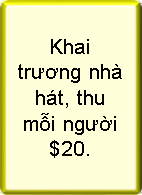 Khai
trương nhà
hát, thu
mỗi người
$20.